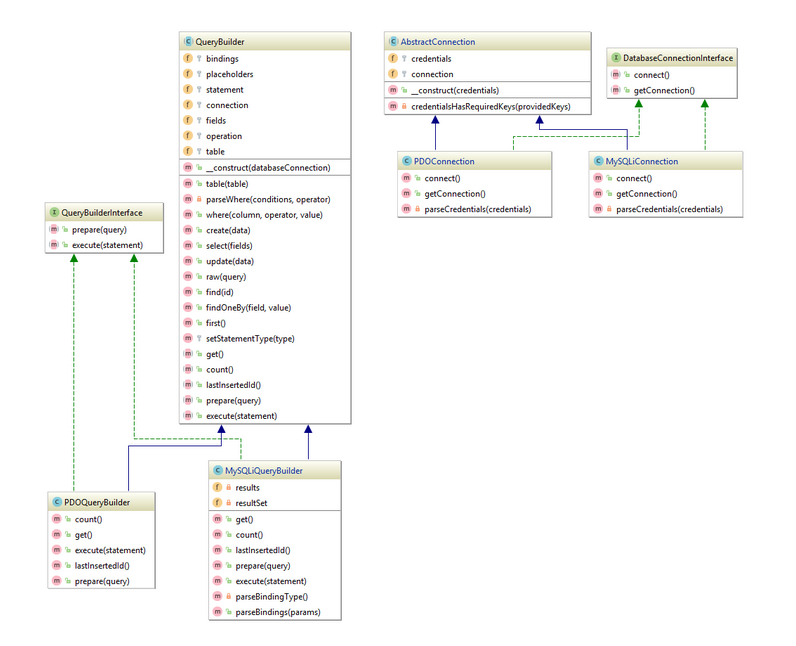 QueryBuilder
bindings
placeholders
statement
connection
fields
operation
table
__construct(databaseConnection)
table(table)
parseWhere(conditions, operator)
where(column, operator, value)
create(data)
select(fields)
update(data)
raw(query)
find(id)
findOneBy(field, value)
first()
setStatementType(type)
get()
count()
lastInsertedId()
prepare(query)
execute(statement)
AbstractConnection
credentials
connection
__construct(credentials)
credentialsHasRequiredKeys(providedKeys)
DatabaseConnectionInterface
connect()
getConnection()
PDOConnection
connect()
getConnection()
parseCredentials(credentials)
MySQLiConnection
connect()
getConnection()
parseCredentials(credentials)
QueryBuilderInterface
prepare(query)
execute(statement)
PDOQueryBuilder
count()
get()
execute(statement)
lastInsertedId()
prepare(query)
MySQLiQueryBuilder
results
resultSet
get()
count()
lastInsertedId()
prepare(query)
execute(statement)
parseBindingType()
parseBindings(params)